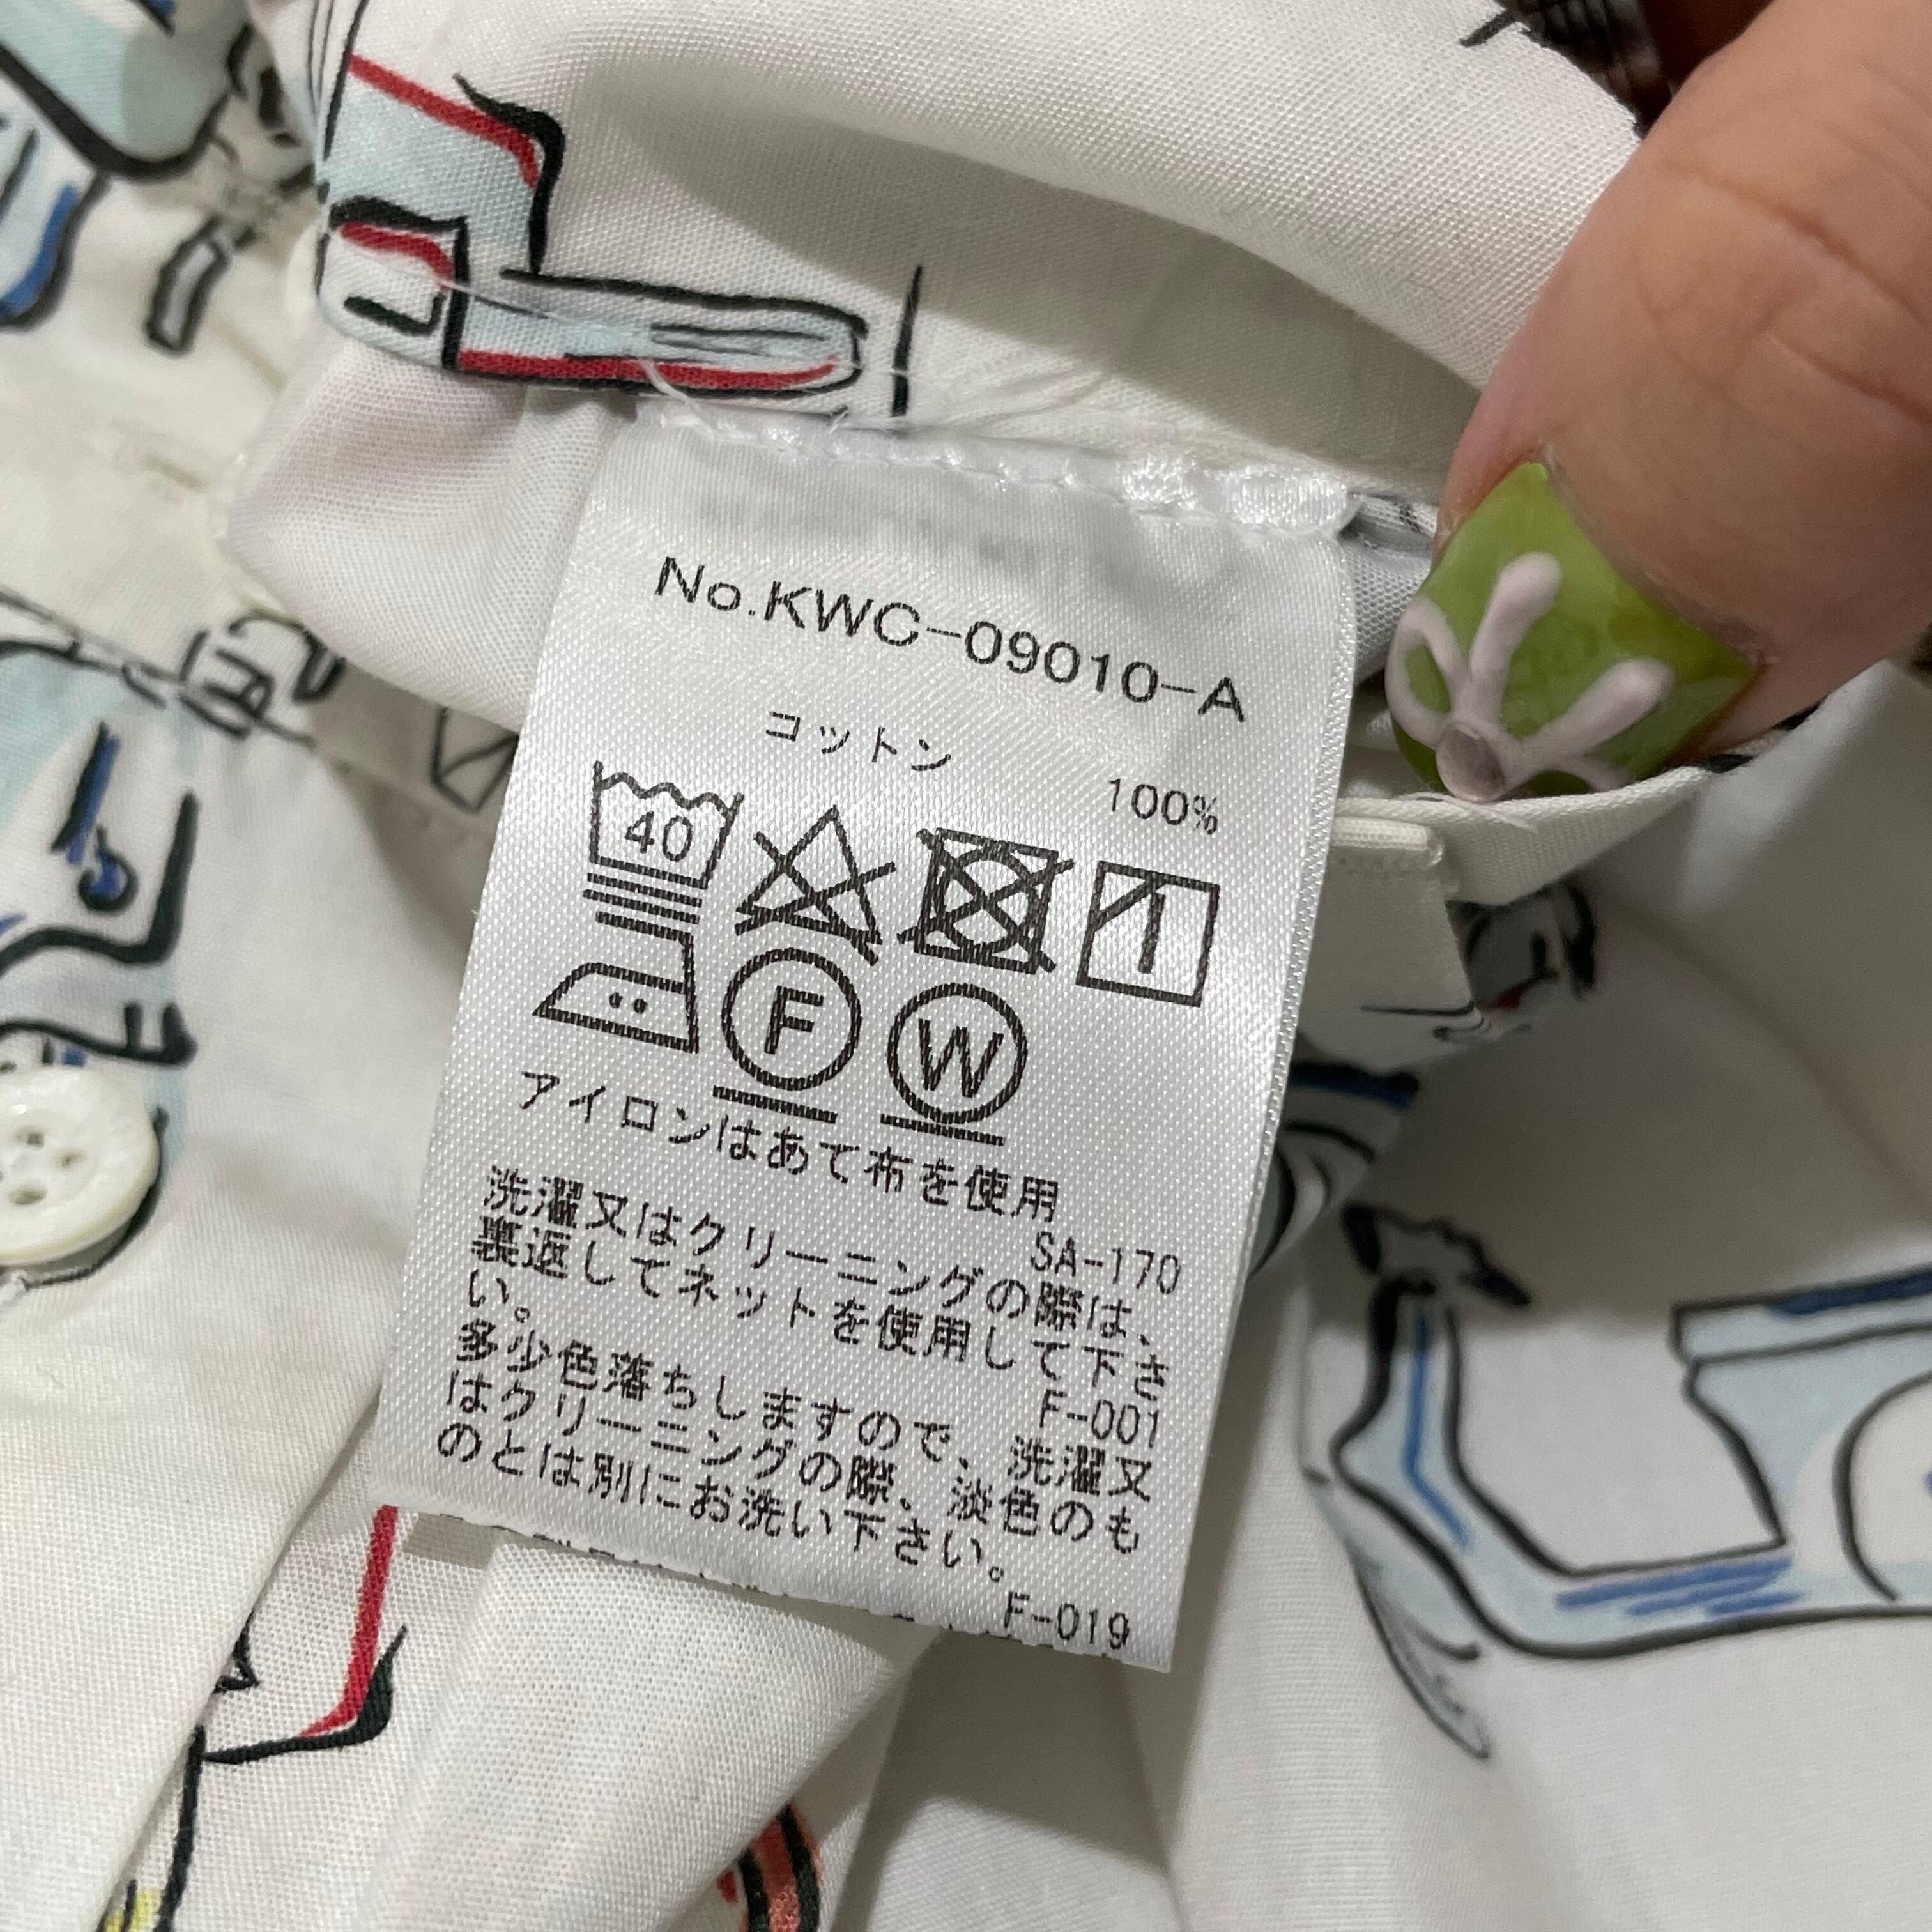 No.KWC-09010-A
コットン 100%
40
F W
アイロンはあて布を使用
SA-170
洗濯又はクリーニングの際は、
裏返してネットを使用して下さ
い。
F-001
多少色落ちしますので、洗濯又
はクリーニングの際、淡色のも
のとは別にお洗い下さい。
F-019